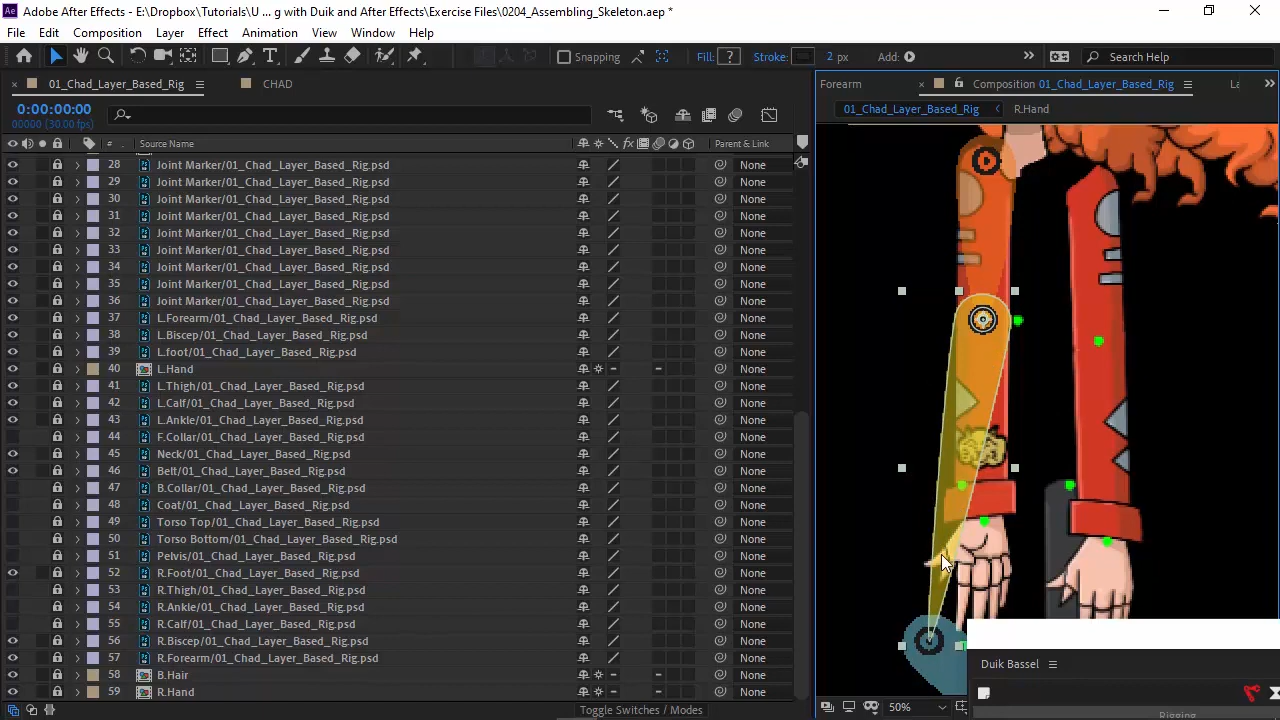 Adobe After Effects - E:\Dropbox\Tutorials\U ... g with Duik and After Effects\Exercise Files\0204_Assembling_Skeleton.aep *
File Edit Composition Layer Effect Animation View Window Help
Snapping Fill: ? Stroke: 2 px Add: Search Help
01_Chad_Layer_Based_Rig CHAD Forearm Composition 01_Chad_Layer_Based_Rig
0:00:00:00
00000 (30.00 fps)
01_Chad_Layer_Based_Rig R.Hand
# Source Name fx Parent & Link
28 Joint Marker/01_Chad_Layer_Based_Rig.psd None
29 Joint Marker/01_Chad_Layer_Based_Rig.psd None
30 Joint Marker/01_Chad_Layer_Based_Rig.psd None
31 Joint Marker/01_Chad_Layer_Based_Rig.psd None
32 Joint Marker/01_Chad_Layer_Based_Rig.psd None
33 Joint Marker/01_Chad_Layer_Based_Rig.psd None
34 Joint Marker/01_Chad_Layer_Based_Rig.psd None
35 Joint Marker/01_Chad_Layer_Based_Rig.psd None
36 Joint Marker/01_Chad_Layer_Based_Rig.psd None
37 L.Forearm/01_Chad_Layer_Based_Rig.psd None
38 L.Biscep/01_Chad_Layer_Based_Rig.psd None
39 L.foot/01_Chad_Layer_Based_Rig.psd None
40 L.Hand None
41 L.Thigh/01_Chad_Layer_Based_Rig.psd None
42 L.Calf/01_Chad_Layer_Based_Rig.psd None
43 L.Ankle/01_Chad_Layer_Based_Rig.psd None
44 F.Collar/01_Chad_Layer_Based_Rig.psd None
45 Neck/01_Chad_Layer_Based_Rig.psd None
46 Belt/01_Chad_Layer_Based_Rig.psd None
47 B.Collar/01_Chad_Layer_Based_Rig.psd None
48 Coat/01_Chad_Layer_Based_Rig.psd None
49 Torso Top/01_Chad_Layer_Based_Rig.psd None
50 Torso Bottom/01_Chad_Layer_Based_Rig.psd None
51 Pelvis/01_Chad_Layer_Based_Rig.psd None
52 R.Foot/01_Chad_Layer_Based_Rig.psd None
53 R.Thigh/01_Chad_Layer_Based_Rig.psd None
54 R.Ankle/01_Chad_Layer_Based_Rig.psd None
55 R.Calf/01_Chad_Layer_Based_Rig.psd None
56 R.Biscep/01_Chad_Layer_Based_Rig.psd None
57 R.Forearm/01_Chad_Layer_Based_Rig.psd None
58 B.Hair None
59 R.Hand None
Toggle Switches / Modes
Duik Bassel
50%
Rigging